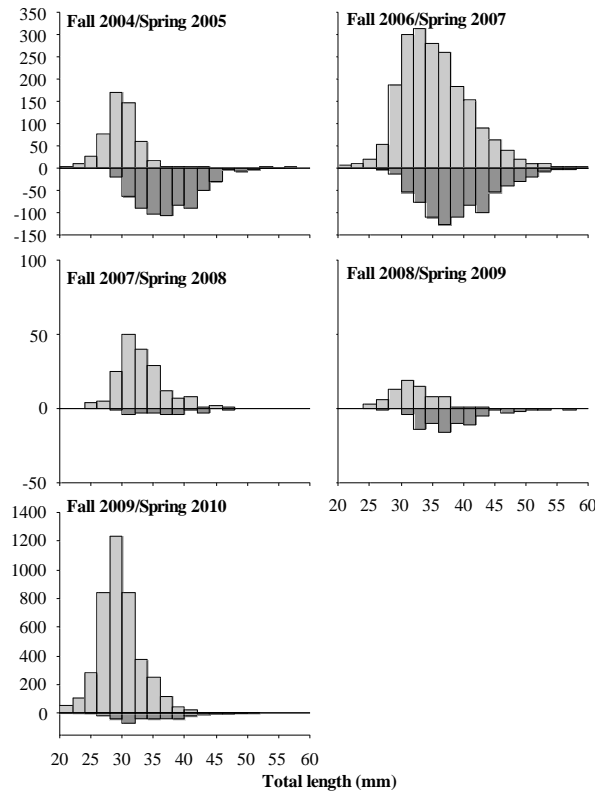 Fall 2004/Spring 2005
350
300
250
200
150
100
50
0
-50
-100
-150
Fall 2006/Spring 2007
Fall 2007/Spring 2008
100
50
0
-50
Fall 2008/Spring 2009
20 25 30 35 40 45 50 55 60
Fall 2009/Spring 2010
1400
1200
1000
800
600
400
200
0
20 25 30 35 40 45 50 55 60
Total length (mm)